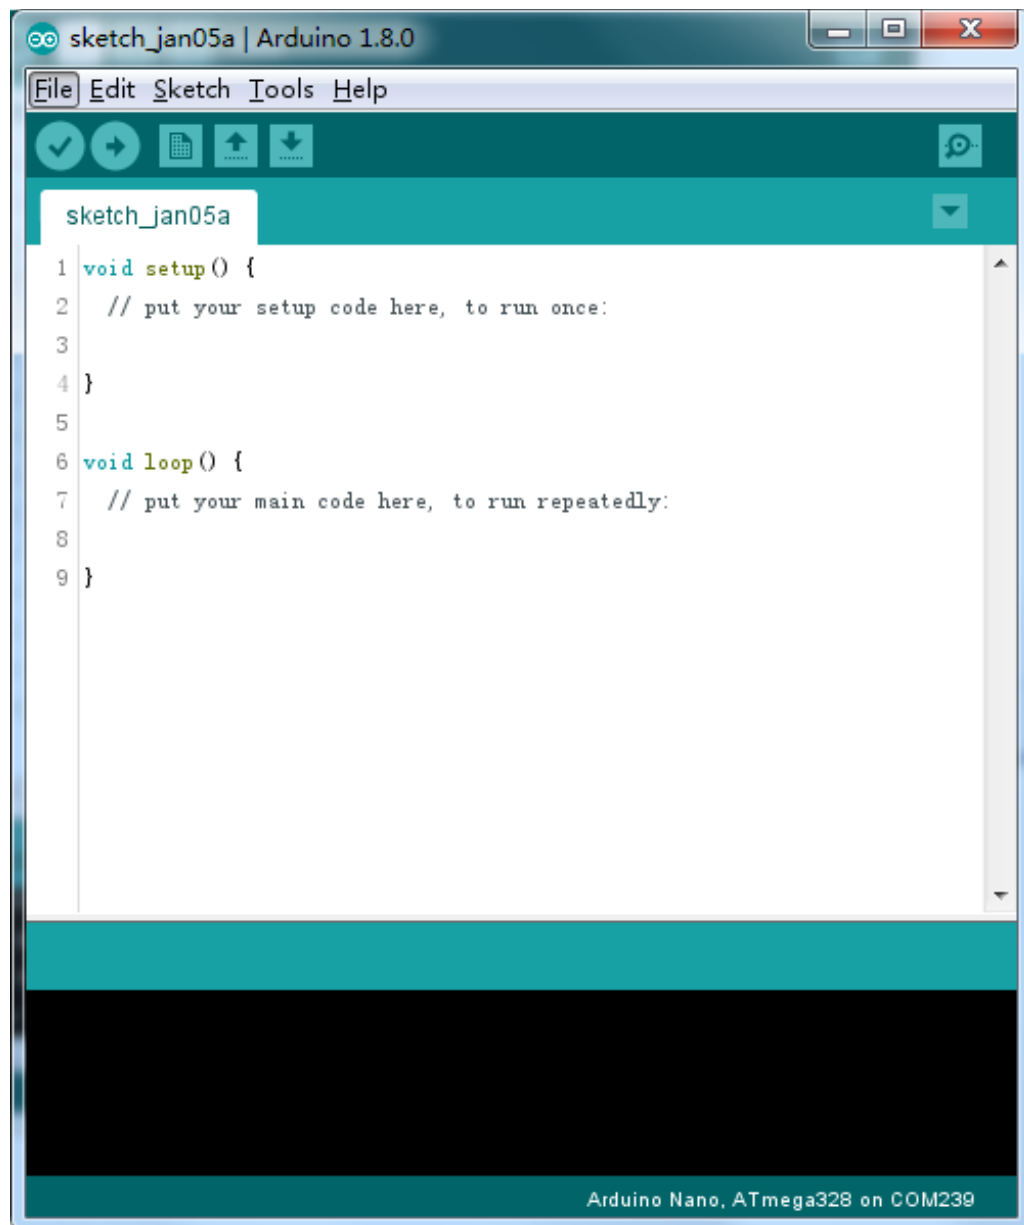 sketch_jan05a | Arduino 1.8.0
File Edit Sketch Tools Help
sketch_jan05a
1 void setup() {
2   // put your setup code here, to run once:
3
4 }
5
6 void loop() {
7   // put your main code here, to run repeatedly:
8
9 }
Arduino Nano, ATmega328 on COM239